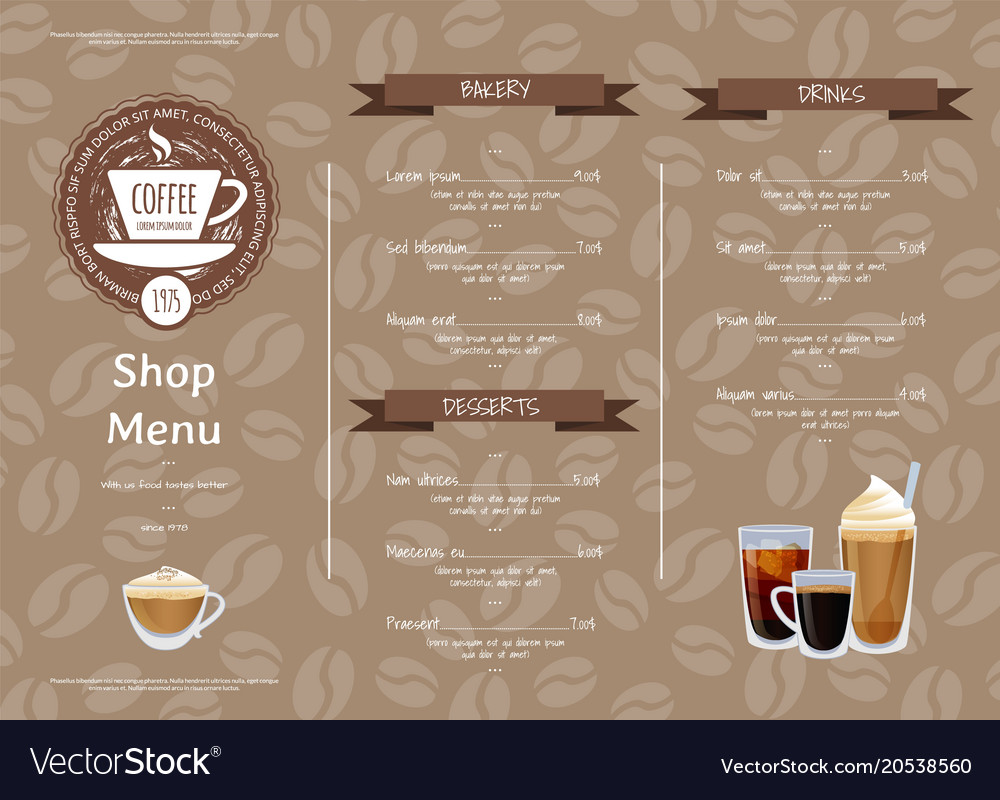 Phasellus bibendum nisi nec congue pharetra. Vivamus ultrices nulla, eget congue
enim varius et. Nullam euismod arcu in risus ornare luctus.
BIRMAN BORT RISPEO SIF SUM DOLOR SIT AMET, CONSECTETUR ADIPISCING ELIT, SED DO
COFFEE
LOREM IPSUM DOLOR
1975
Shop
Menu
...
With us food tastes better
...
since 1978
Phasellus bibendum nisi nec congue pharetra. Vivamus ultrices nulla, eget congue
enim varius et. Nullam euismod arcu in risus ornare luctus.
BAKERY
...
Lorem ipsum 9.00$
(etiam et nibh vitae augue pretium
convallis sit amet non dui)
...
Sed bibendum 7.00$
(porro quisquam est qui dolorem
ipsum quia dolor sit amet)
...
Aliquam erat 8.00$
(dolorem ipsum quia dolor sit amet,
consectetur, adipisci velit)
...
DESSERTS
...
Nam ultrices 5.00$
(etiam et nibh vitae augue pretium
convallis sit amet non dui)
...
Maecenas eu 6.00$
(dolorem ipsum quia dolor sit amet,
consectetur, adipisci velit)
...
Praesent 7.00$
(porro quisquam est qui dolorem ipsum
quia dolor sit amet)
...
DRINKS
...
Dolor sit 3.00$
(etiam et nibh vitae augue pretium
convallis sit amet non dui)
...
Sit amet 5.00$
(dolorem ipsum quia dolor sit amet,
consectetur, adipisci velit)
...
Ipsum dolor 6.00$
(porro quisquam est qui dolorem ipsum
quia dolor sit amet)
...
Aliquam varius 4.00$
(lorem ipsum dolor sit amet porro aliquam
erat ultrices)
...
VectorStock®
VectorStock.com/20538560